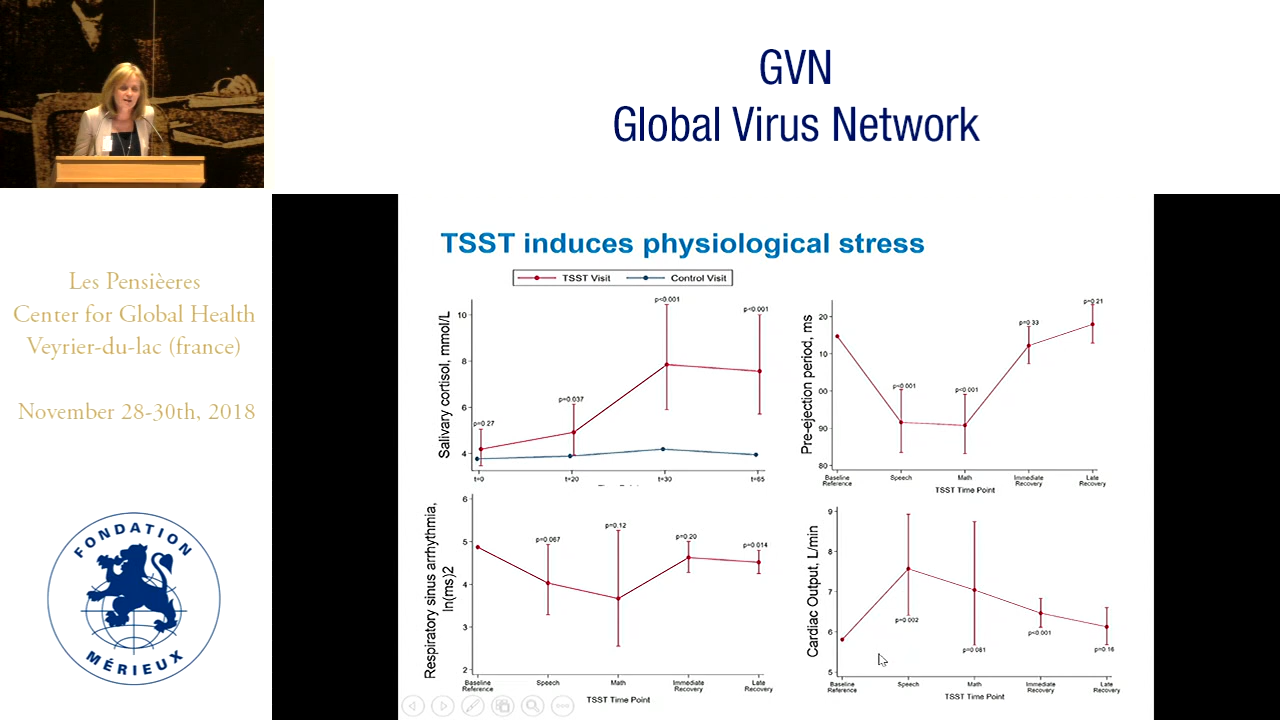 GVN
Global Virus Network
Les Pensièeres
Center for Global Health
Veyrier-du-lac (france)
November 28-30th, 2018
FONDATION
MÉRIEUX
TSST induces physiological stress
TSST Visit
Control Visit
Salivary cortisol, mmol/L
10
8
6
4
p=0.27
p=0.037
p<0.001
p<0.001
t=0
t=20
t=30
t=65
Pre-ejection period, ms
20
10
00
90
80
p<0.001
p<0.001
p=0.33
p=0.21
Baseline
Reference
Speech
Math
Immediate
Recovery
Late
Recovery
TSST Time Point
Respiratory sinus arrhythmia,
ln(ms)2
6
5
4
3
2
p=0.067
p=0.12
p=0.20
p=0.014
Baseline
Reference
Speech
Math
Immediate
Recovery
Late
Recovery
TSST Time Point
Cardiac Output, L/min
9
8
7
6
5
p=0.002
p=0.081
p<0.001
p=0.16
Baseline
Reference
Speech
Math
Immediate
Recovery
Late
Recovery
TSST Time Point